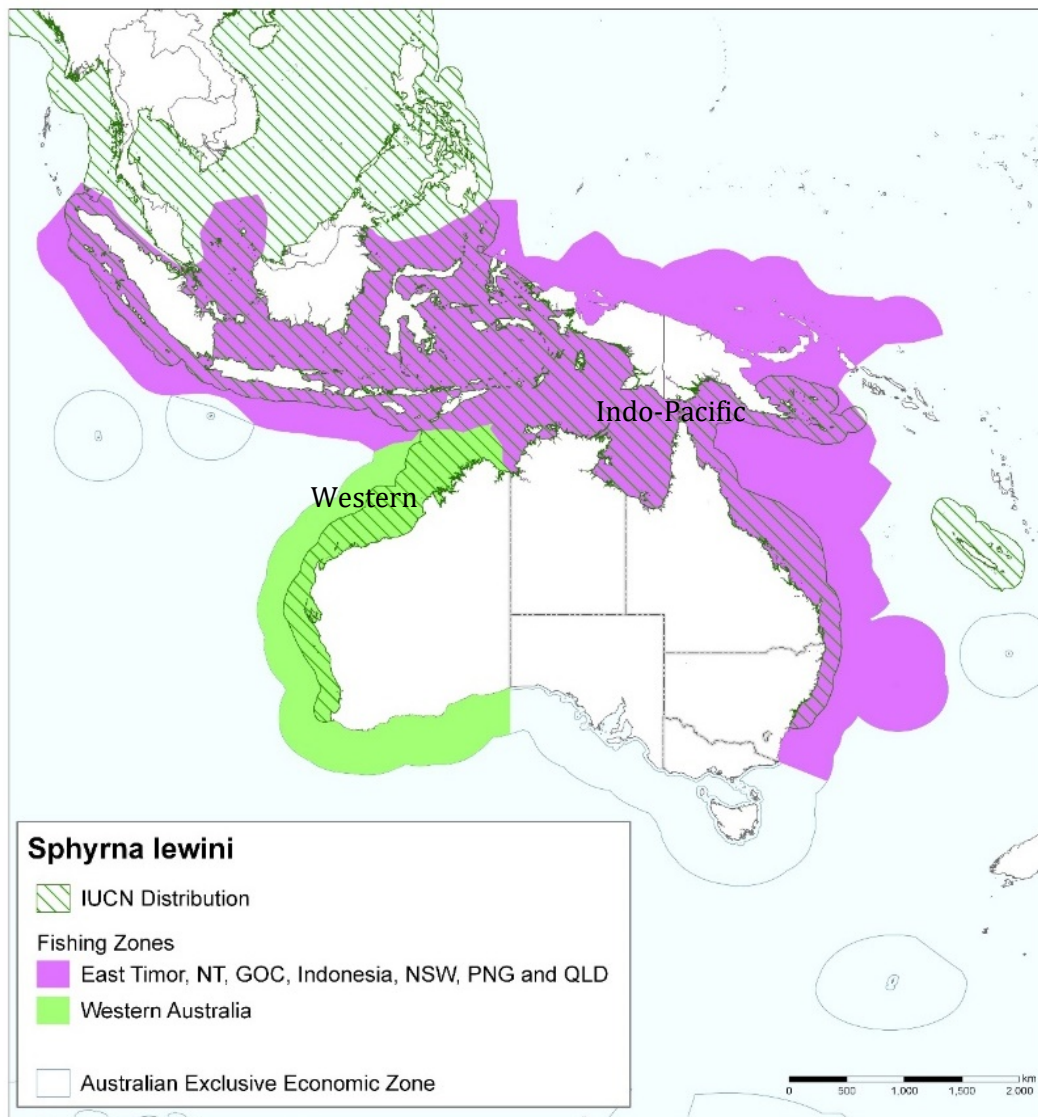 Indo-Pacific
Western
Sphyrna lewini
IUCN Distribution
Fishing Zones
East Timor, NT, GOC, Indonesia, NSW, PNG and QLD
Western Australia
Australian Exclusive Economic Zone
km
0 500 1,000 1,500 2,000